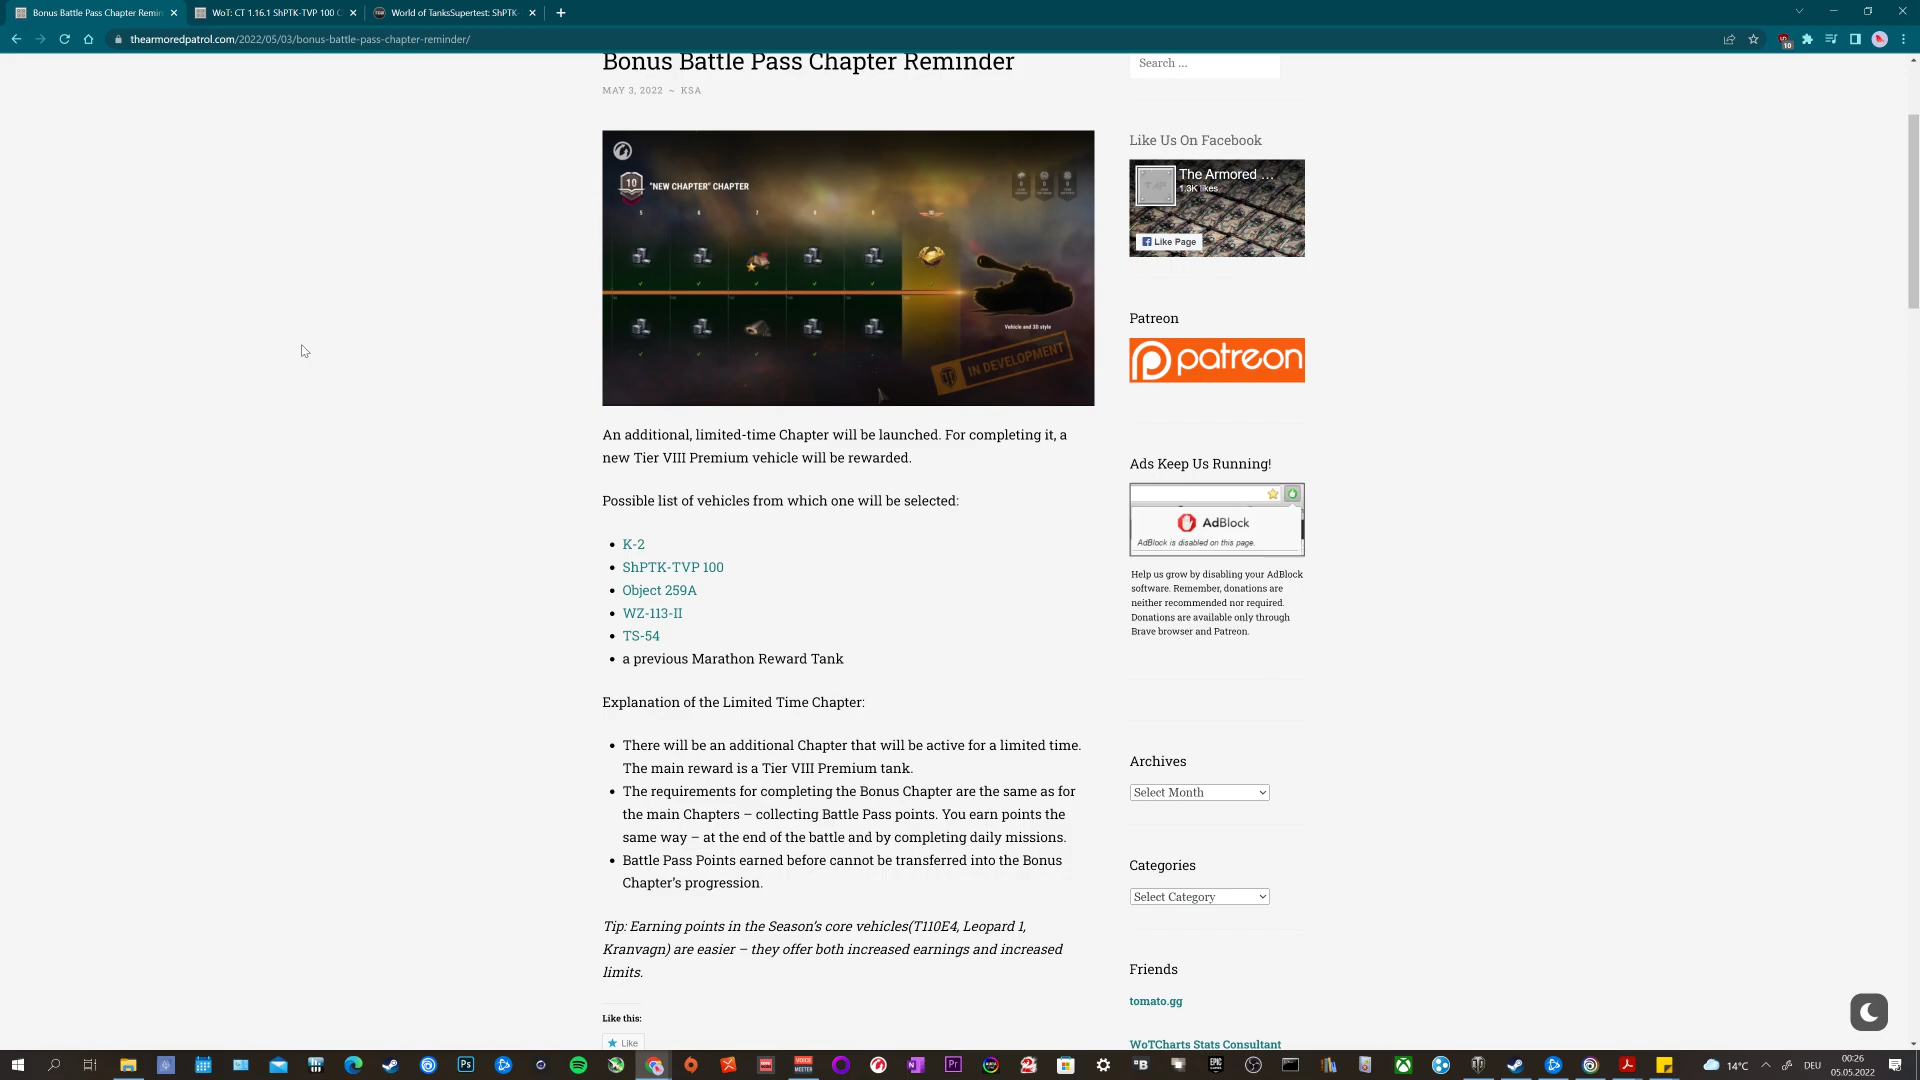 Bonus Battle Pass Chapter Remin
WoT: CT 1.16.1 ShPTK-TVP 100 C
World of TanksSupertest: ShPTK-
thearmoredpatrol.com/2022/05/03/bonus-battle-pass-chapter-reminder/
10
Bonus Battle Pass Chapter Reminder
Search ...
MAY 3, 2022 ~ KSA
10 "NEW CHAPTER" CHAPTER
5 6 7 8 9 10
Vehicle and 3D style
IN DEVELOPMENT
An additional, limited-time Chapter will be launched. For completing it, a
new Tier VIII Premium vehicle will be rewarded.
Possible list of vehicles from which one will be selected:
K-2
ShPTK-TVP 100
Object 259A
WZ-113-II
TS-54
a previous Marathon Reward Tank
Explanation of the Limited Time Chapter:
There will be an additional Chapter that will be active for a limited time.
The main reward is a Tier VIII Premium tank.
The requirements for completing the Bonus Chapter are the same as for
the main Chapters – collecting Battle Pass points. You earn points the
same way – at the end of the battle and by completing daily missions.
Battle Pass Points earned before cannot be transferred into the Bonus
Chapter's progression.
Tip: Earning points in the Season's core vehicles(T110E4, Leopard 1,
Kranvagn) are easier – they offer both increased earnings and increased
limits.
Like this:
Like
Like Us On Facebook
The Armored ...
1.3K likes
TAP
Like Page
Patreon
patreon
Ads Keep Us Running!
AdBlock
AdBlock is disabled on this page.
Help us grow by disabling your AdBlock
software. Remember, donations are
neither recommended nor required.
Donations are available only through
Brave browser and Patreon.
Archives
Select Month
Categories
Select Category
Friends
tomato.gg
WoTCharts Stats Consultant
14°C
DEU
00:26
05.05.2022